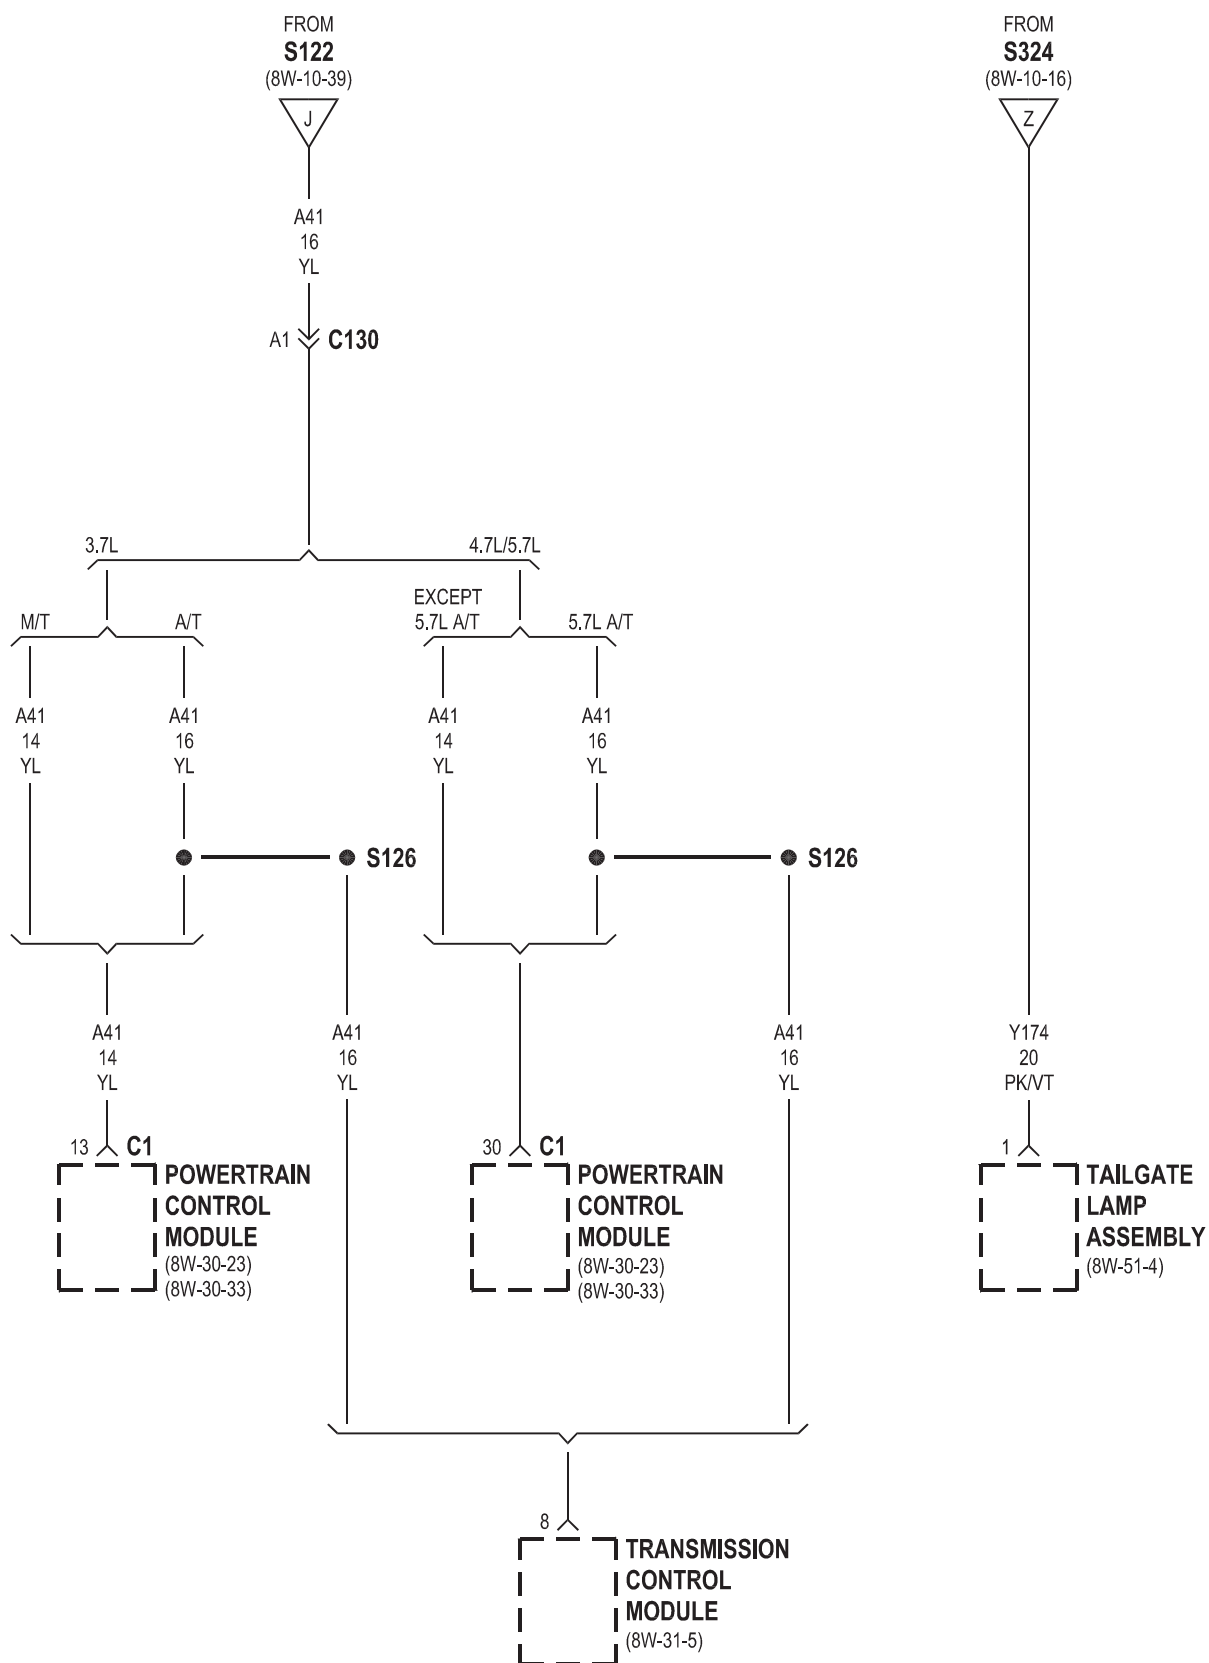 FROM
S122
(8W-10-39)
J
A41
16
YL
A1 C130
FROM
S324
(8W-10-16)
Z
3.7L
4.7L/5.7L
M/T
A/T
EXCEPT
5.7L A/T
5.7L A/T
A41
14
YL
A41
16
YL
A41
14
YL
A41
16
YL
S126
S126
A41
14
YL
A41
16
YL
A41
16
YL
Y174
20
PK/VT
13 C1
POWERTRAIN
CONTROL
MODULE
(8W-30-23)
(8W-30-33)
30 C1
POWERTRAIN
CONTROL
MODULE
(8W-30-23)
(8W-30-33)
1
TAILGATE
LAMP
ASSEMBLY
(8W-51-4)
8
TRANSMISSION
CONTROL
MODULE
(8W-31-5)